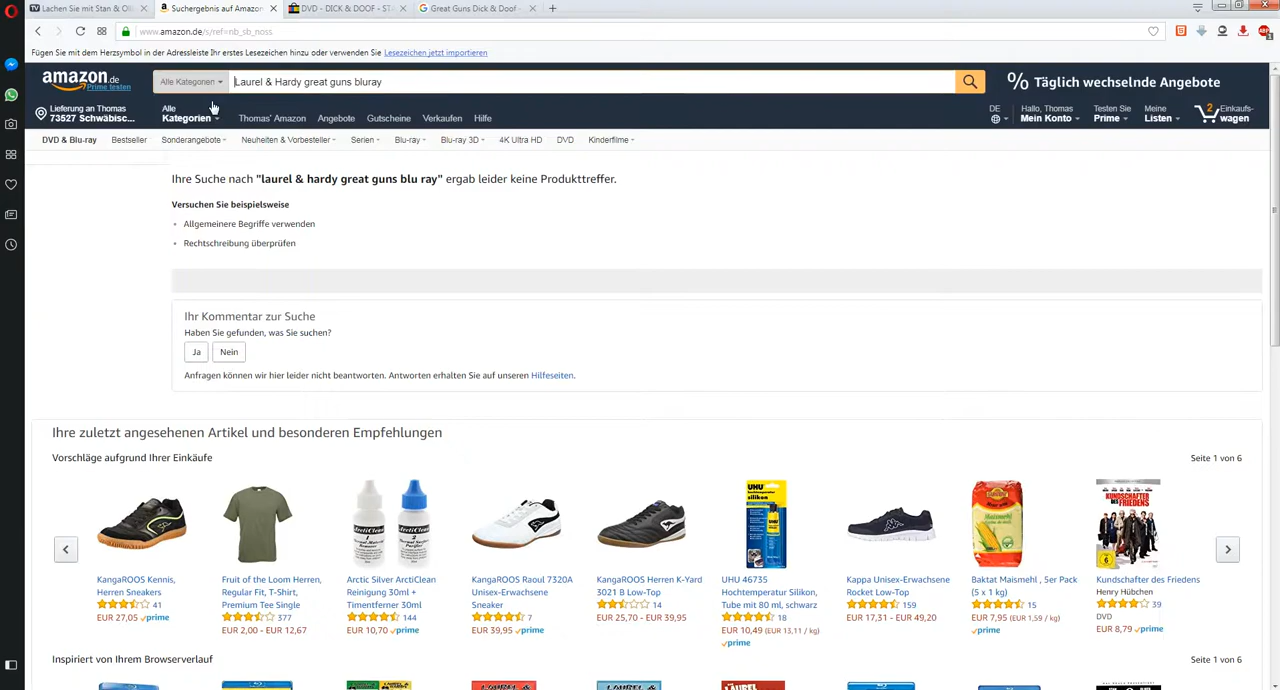 Lachen Sie mit Stan & Oll
Suchergebnis auf Amazon
DVD - DICK & DOOF - STA
Great Guns Dick & Doof -
www.amazon.de/s/ref=nb_sb_noss
Fügen Sie mit dem Herzsymbol in der Adressleiste Ihr erstes Lesezeichen hinzu oder verwenden Sie Lesezeichen jetzt importieren
amazon.de
Prime testen
Alle Kategorien
Laurel & Hardy great guns bluray
% Täglich wechselnde Angebote
Lieferung an Thomas
73527 Schwäbisc...
Alle
Kategorien
Thomas' Amazon
Angebote
Gutscheine
Verkaufen
Hilfe
DE
Hallo, Thomas
Mein Konto
Testen Sie
Prime
Meine
Listen
2
Einkaufs-
wagen
DVD & Blu-ray
Bestseller
Sonderangebote
Neuheiten & Vorbesteller
Serien
Blu-ray
Blu-ray 3D
4K Ultra HD
DVD
Kinderfilme
Ihre Suche nach "laurel & hardy great guns blu ray" ergab leider keine Produkttreffer.
Versuchen Sie beispielsweise
Allgemeinere Begriffe verwenden
Rechtschreibung überprüfen
Ihr Kommentar zur Suche
Haben Sie gefunden, was Sie suchen?
Ja
Nein
Anfragen können wir hier leider nicht beantworten. Antworten erhalten Sie auf unseren Hilfeseiten.
Ihre zuletzt angesehenen Artikel und besonderen Empfehlungen
Vorschläge aufgrund Ihrer Einkäufe
Seite 1 von 6
KangaROOS Kennis,
Herren Sneakers
41
EUR 27,05 prime
Fruit of the Loom Herren,
Regular Fit, T-Shirt,
Premium Tee Single
377
EUR 2,00 - EUR 12,67
Arctic Silver ArctiClean
Reinigung 30ml +
Timentferner 30ml
144
EUR 10,70 prime
KangaROOS Raoul 7320A
Unisex-Erwachsene
Sneaker
7
EUR 39,95 prime
KangaROOS Herren K-Yard
3021 B Low-Top
14
EUR 25,70 - EUR 39,95
UHU 46735
Hochtemperatur Silikon,
Tube mit 80 ml, schwarz
18
EUR 10,49 (EUR 13,11 / kg)
prime
Kappa Unisex-Erwachsene
Rocket Low-Top
159
EUR 17,31 - EUR 49,20
Baktat Maismehl , 5er Pack
(5 x 1 kg)
15
EUR 7,95 (EUR 1,59 / kg)
prime
KUNDSCHAFTER
DES FRIEDENS
Kundschafter des Friedens
Henry Hübchen
39
DVD
EUR 8,79 prime
Inspiriert von Ihrem Browserverlauf
Seite 1 von 6